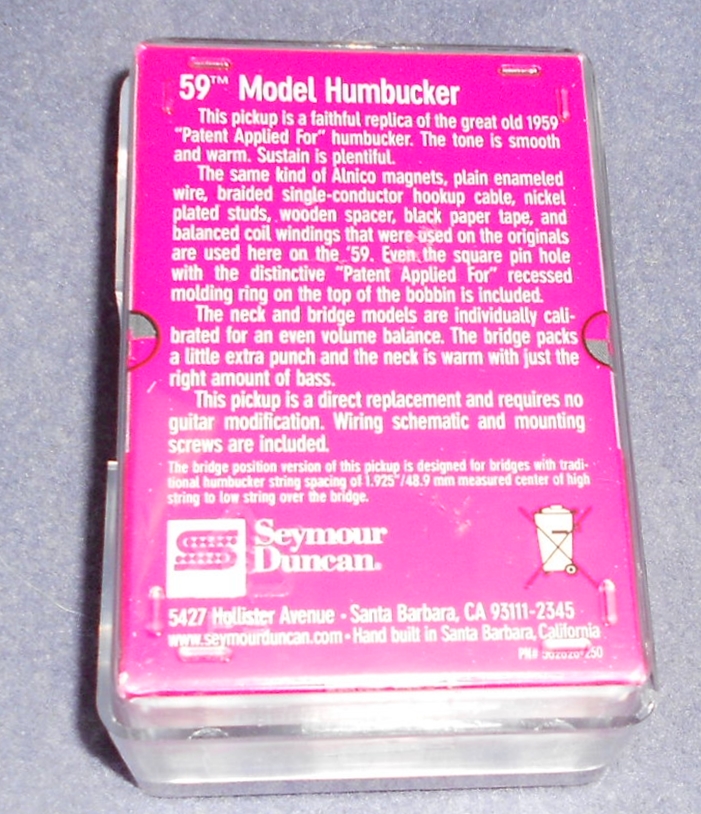 59™ Model Humbucker
This pickup is a faithful replica of the great old 1959
"Patent Applied For" humbucker. The tone is smooth
and warm. Sustain is plentiful.
The same kind of Alnico magnets, plain enameled
wire, braided single-conductor hookup cable, nickel
plated studs, wooden spacer, black paper tape, and
balanced coil windings that were used on the originals
are used here on the '59. Even the square pin hole
with the distinctive "Patent Applied For" recessed
molding ring on the top of the bobbin is included.
The neck and bridge models are individually cali-
brated for an even volume balance. The bridge packs
a little extra punch and the neck is warm with just the
right amount of bass.
This pickup is a direct replacement and requires no
guitar modification. Wiring schematic and mounting
screws are included.
The bridge position version of this pickup is designed for bridges with tradi-
tional humbucker string spacing of 1.925"/48.9 mm measured center of high
string to low string over the bridge.
Seymour
Duncan®
5427 Hollister Avenue · Santa Barbara, CA 93111-2345
www.seymourduncan.com · Hand built in Santa Barbara, California
PN#